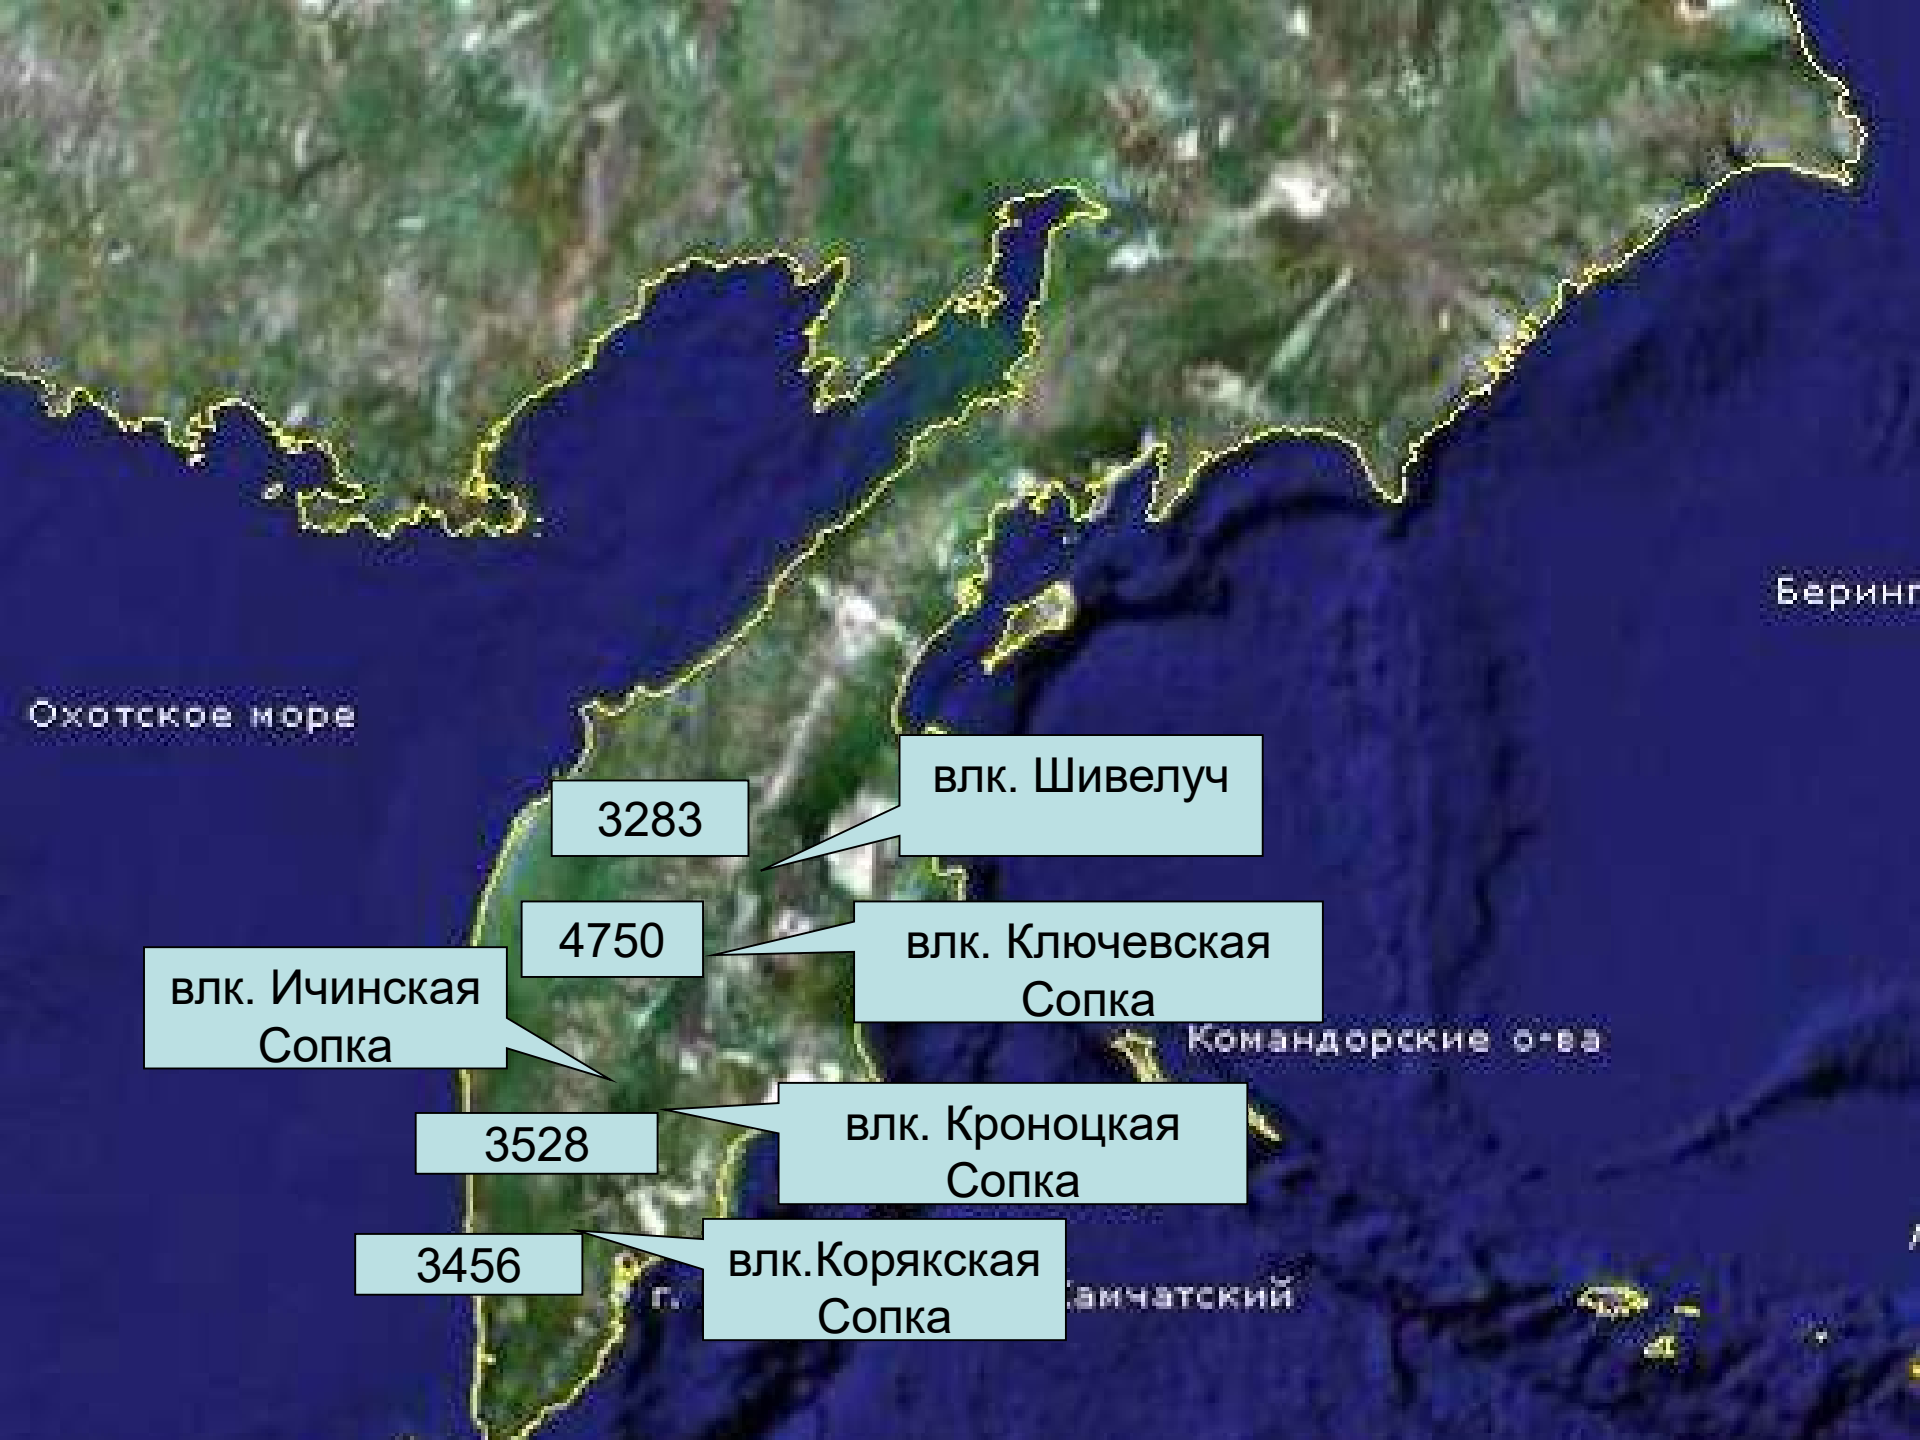 Беринг
Охотское море
влк. Шивелуч
3283
4750
влк. Ключевская
Сопка
влк. Ичинская
Сопка
Командорские о-ва
влк. Кроноцкая
Сопка
3528
влк.Корякская
Сопка
3456
г.
амчатский